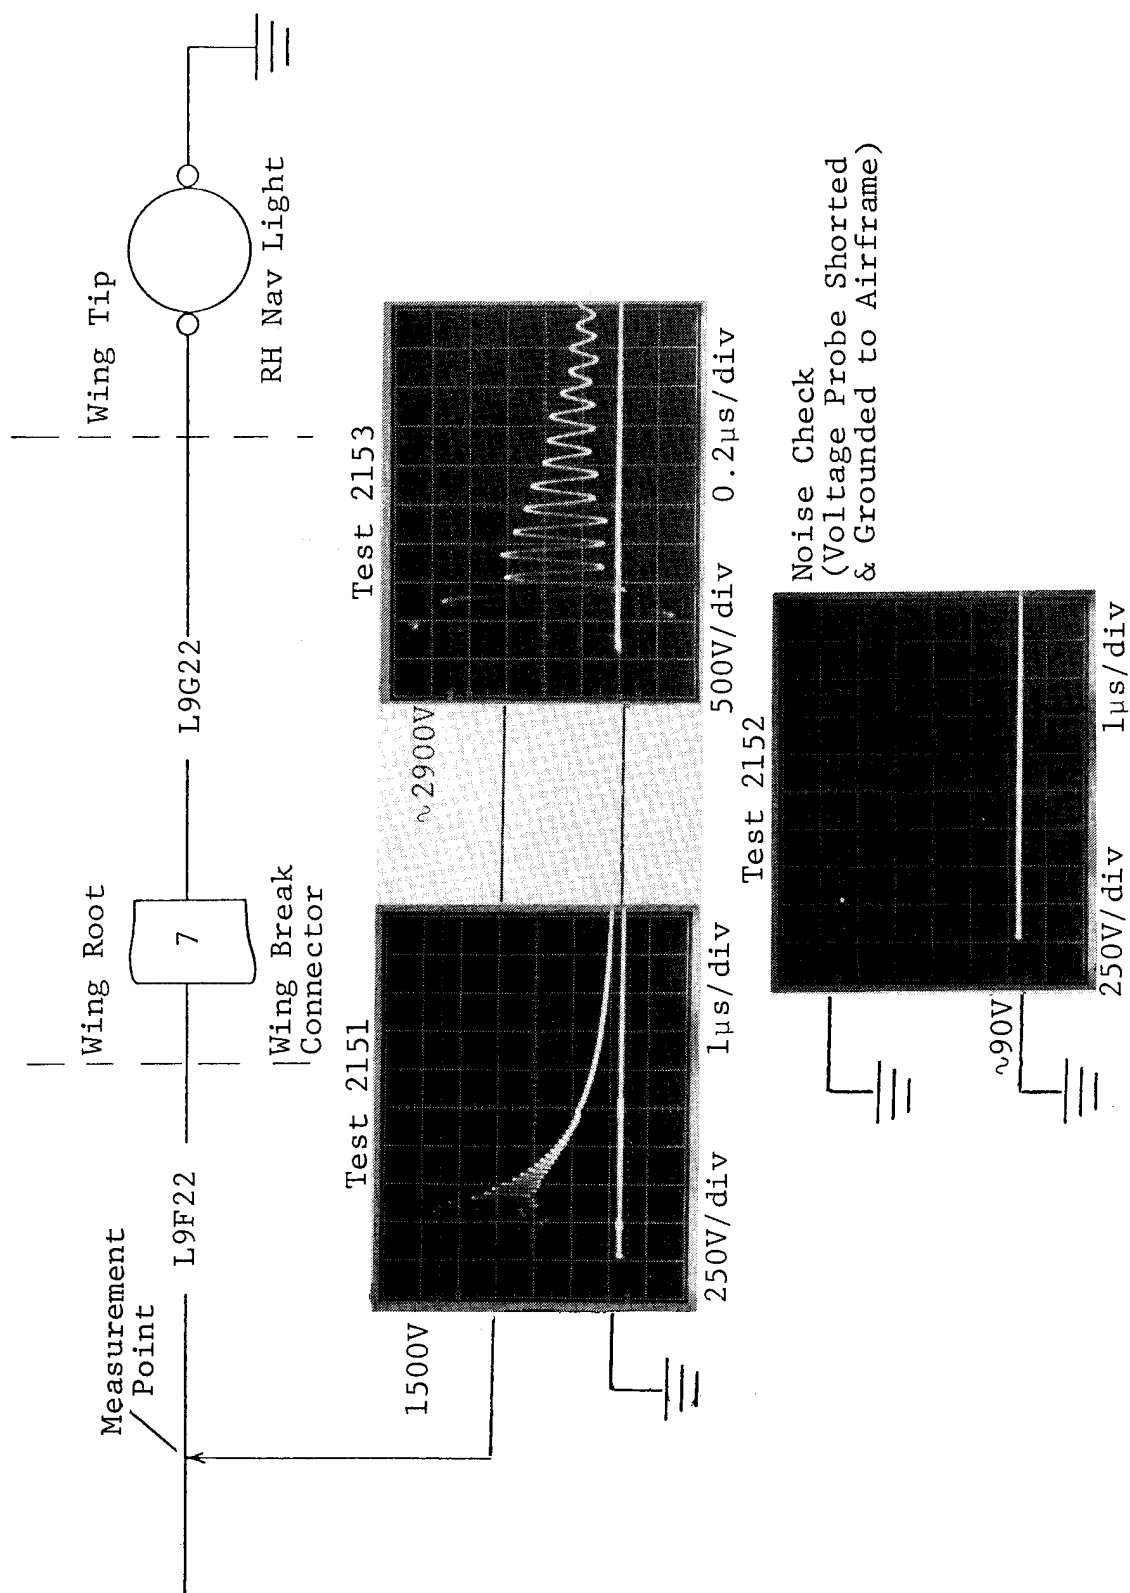 Measurement
Point
L9F22
Wing Root
7
Wing Break
Connector
L9G22
Wing Tip
RH Nav Light
Test 2151
1500V
250V/div
1μs/div
Test 2153
~2900V
500V/div
0.2μs/div
Test 2152
~90V
250V/div
1μs/div
Noise Check
(Voltage Probe Shorted
& Grounded to Airframe)